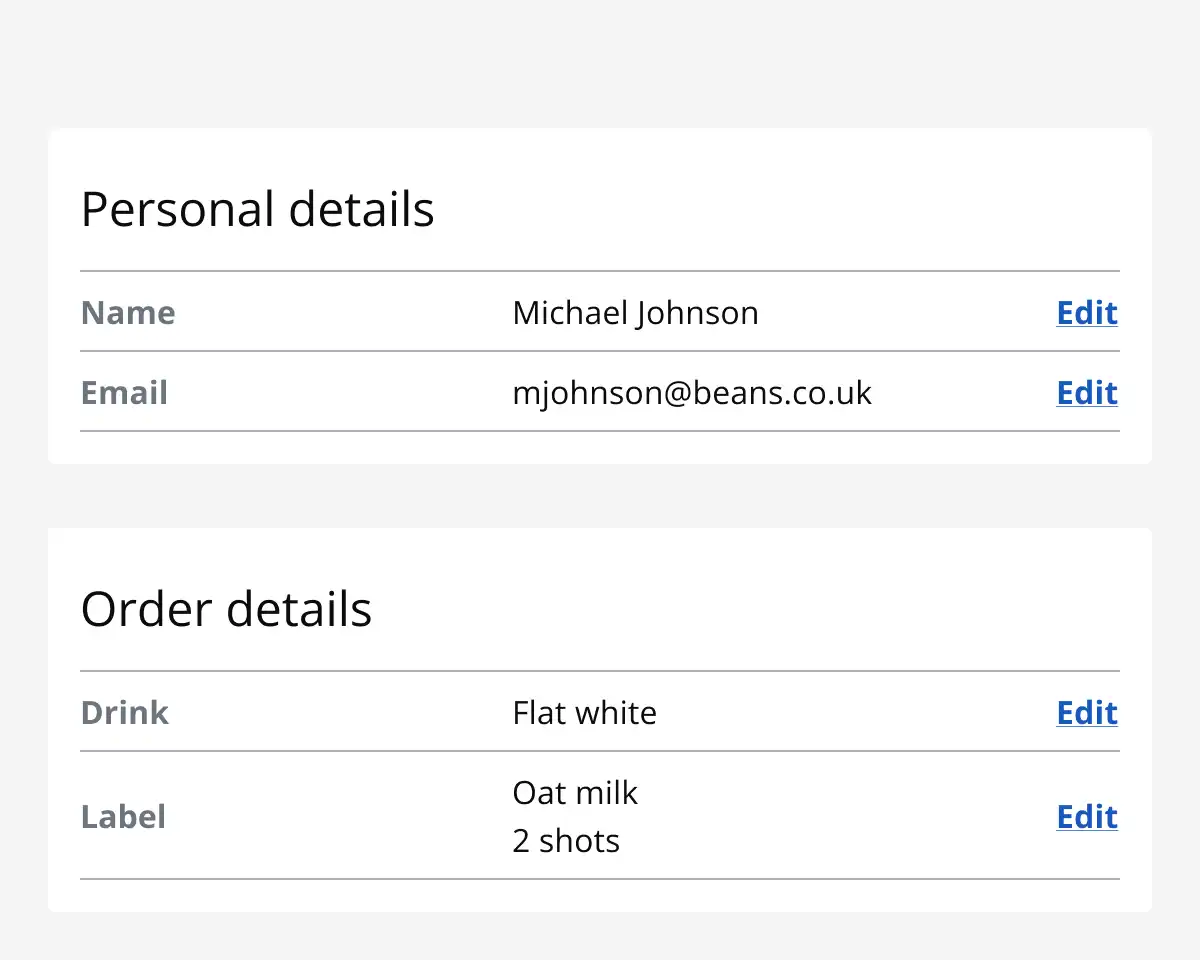 Personal details
Name Michael Johnson Edit
Email mjohnson@beans.co.uk Edit
Order details
Drink Flat white Edit
Label Oat milk Edit
2 shots